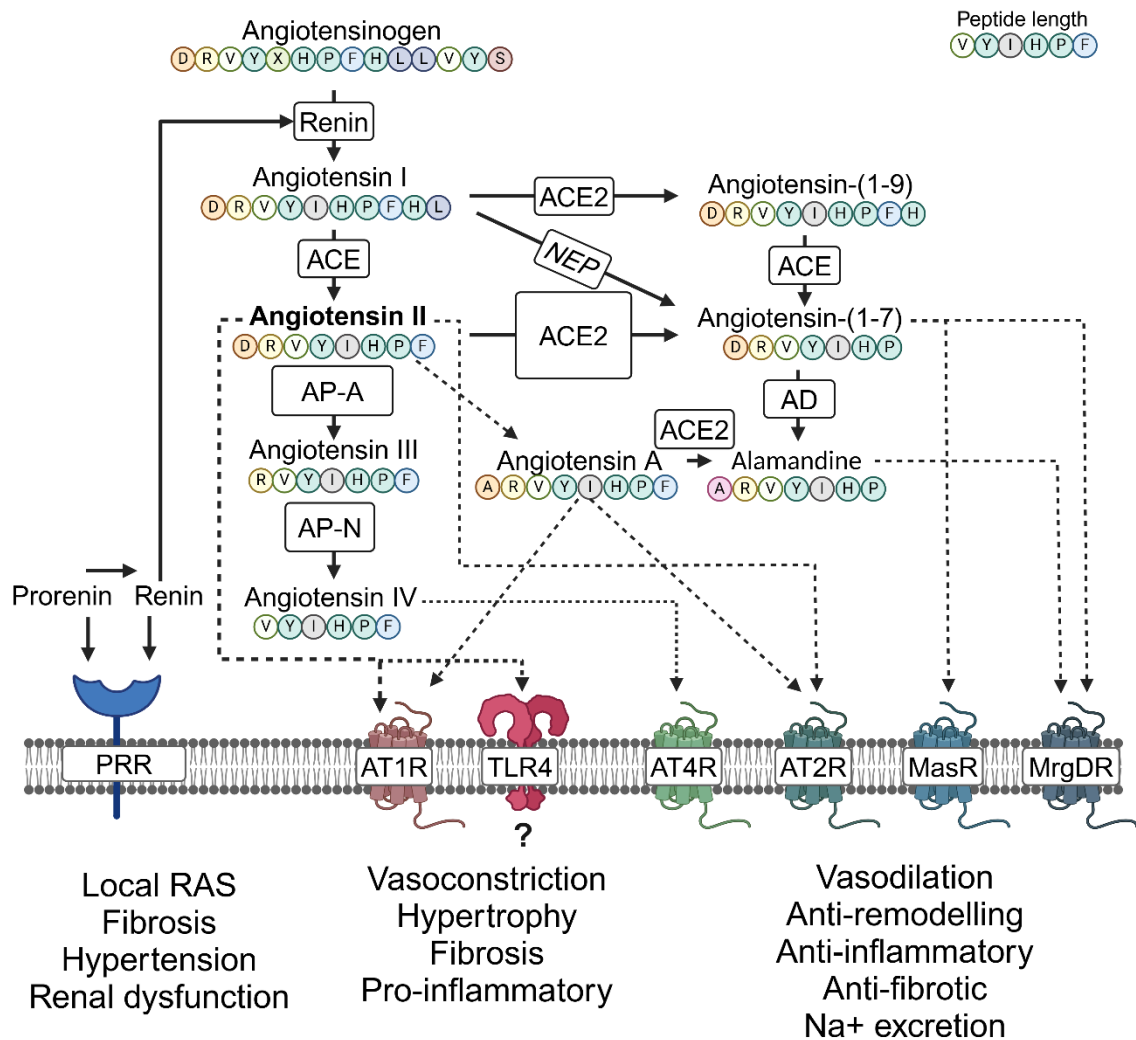 Angiotensinogen
D R V Y X H P F H L L V Y S
Peptide length
V Y I H P F
Renin
Angiotensin I
D R V Y I H P F H L
ACE2
Angiotensin-(1-9)
D R V Y I H P F H
NEP
ACE
ACE
Angiotensin II
D R V Y I H P F
ACE2
Angiotensin-(1-7)
D R V Y I H P
AP-A
AD
ACE2
Angiotensin III
R V Y I H P F
Angiotensin A
A R V Y I H P F
Alamandine
A R V Y I H P
AP-N
Prorenin
Renin
Angiotensin IV
V Y I H P F
PRR
AT1R
TLR4
AT4R
AT2R
MasR
MrgDR
?
Local RAS
Fibrosis
Hypertension
Renal dysfunction
Vasoconstriction
Hypertrophy
Fibrosis
Pro-inflammatory
Vasodilation
Anti-remodelling
Anti-inflammatory
Anti-fibrotic
Na+ excretion